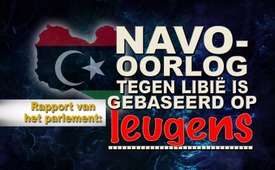 NAVO-
OORLOG
TEGEN LIBIË IS
GEBASEERD OP
leugens
Rapport van
het parlement: